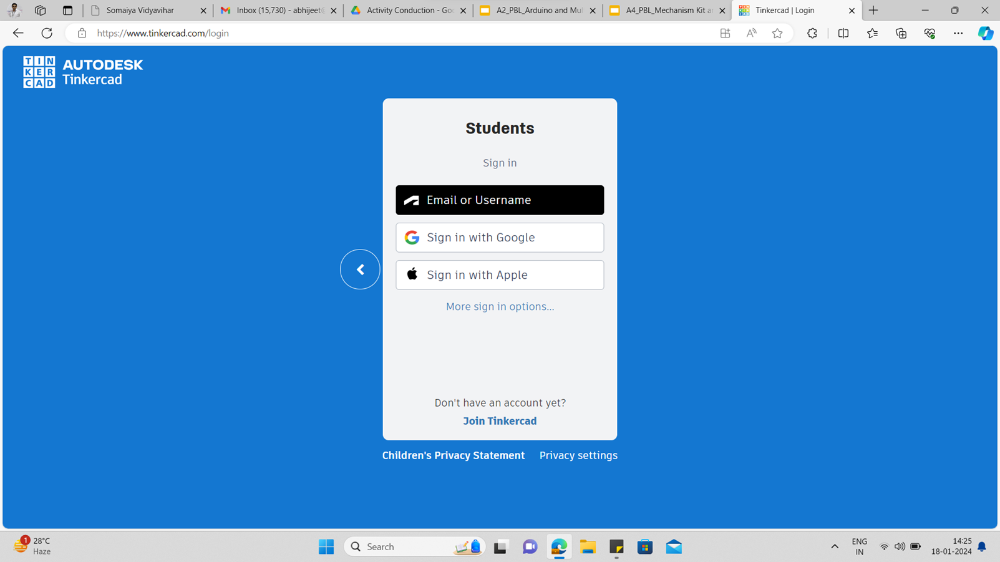 Somaiya Vidyavihar
Inbox (15,730) - abhijeet
Activity Conduction - Go
A2_PBL_Arduino and Mu
A4_PBL_Mechanism Kit a
Tinkercad | Login
https://www.tinkercad.com/login
TIN
KER
CAD
AUTODESK
Tinkercad
Students
Sign in
Email or Username
Sign in with Google
Sign in with Apple
More sign in options...
Don't have an account yet?
Join Tinkercad
Children's Privacy Statement
Privacy settings
1
28°C
Haze
Search
ENG
IN
14:25
18-01-2024